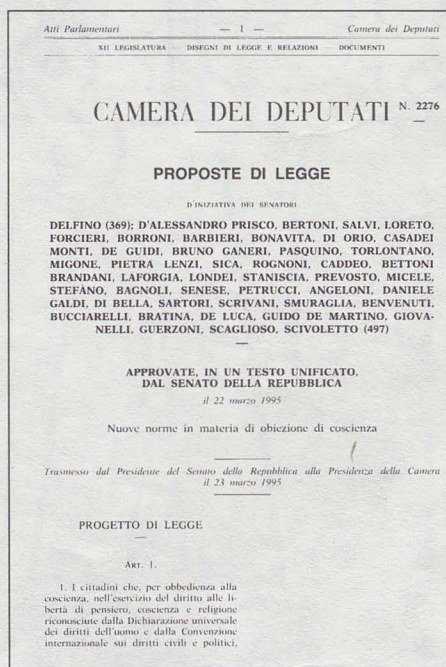 Atti Parlamentari — 1 — Camera dei Deputati
XII LEGISLATURA - DISEGNI DI LEGGE E RELAZIONI - DOCUMENTI
CAMERA DEI DEPUTATI N. 2276
PROPOSTE DI LEGGE
D'INIZIATIVA DEI SENATORI
DELFINO (369); D'ALESSANDRO PRISCO, BERTONI, SALVI, LORETO,
FORCIERI, BORRONI, BARBIERI, BONAVITA, DI ORIO, CASADEI
MONTI, DE GUIDI, BRUNO GANERI, PASQUINO, TORLONTANO,
MIGONE, PIETRA LENZI, SICA, ROGNONI, CADDEO, BETTONI
BRANDANI, LAFORGIA, LONDEI, STANISCIA, PREVOSTO, MICELE,
STEFÀNO, BAGNOLI, SENESE, PETRUCCI, ANGELONI, DANIELE
GALDI, DI BELLA, SARTORI, SCRIVANI, SMURAGLIA, BENVENUTI,
BUCCIARELLI, BRATINA, DE LUCA, GUIDO DE MARTINO, GIOVA-
NELLI, GUERZONI, SCAGLIOSO, SCIVOLETTO (497)
APPROVATE, IN UN TESTO UNIFICATO,
DAL SENATO DELLA REPUBBLICA
il 22 marzo 1995
Nuove norme in materia di obiezione di coscienza
Trasmesso dal Presidente del Senato della Repubblica alla Presidenza della Camera
il 23 marzo 1995
PROGETTO DI LEGGE
ART. 1.
1. I cittadini che, per obbedienza alla
coscienza, nell'esercizio del diritto alle li-
bertà di pensiero, coscienza e religione
riconosciute dalla Dichiarazione universale
dei diritti dell'uomo e dalla Convenzione
internazionale sui diritti civili e politici,